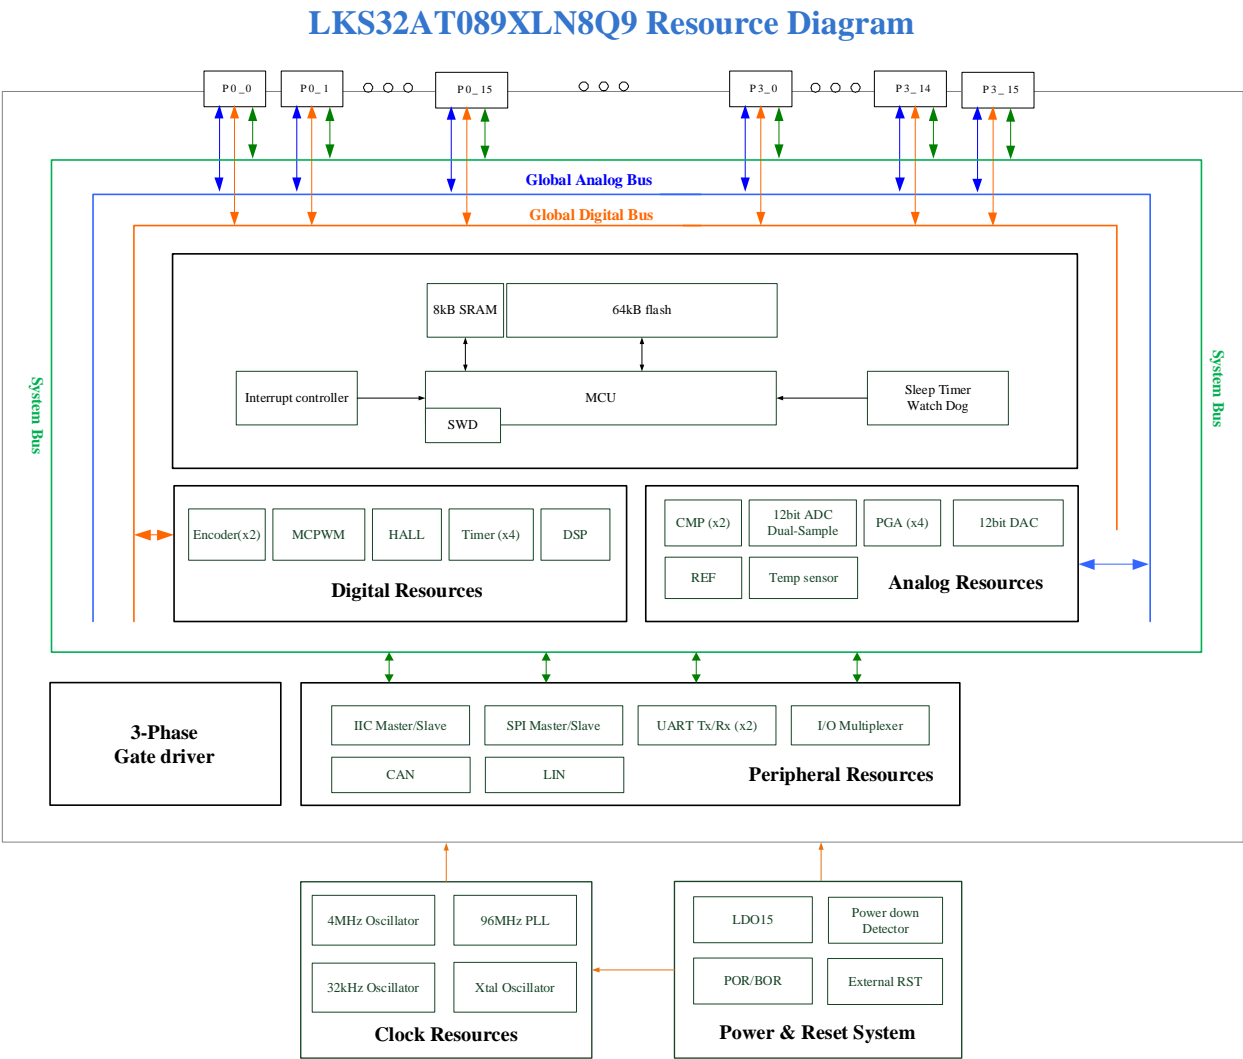 LKS32AT089XLN8Q9 Resource Diagram
P0_0
P0_1
P0_15
P3_0
P3_14
P3_15
Global Analog Bus
Global Digital Bus
8kB SRAM
64kB flash
System Bus
System Bus
Interrupt controller
MCU
SWD
Sleep Timer
Watch Dog
Encoder(x2)
MCPWM
HALL
Timer (x4)
DSP
Digital Resources
CMP (x2)
12bit ADC
Dual-Sample
PGA (x4)
12bit DAC
REF
Temp sensor
Analog Resources
3-Phase
Gate driver
IIC Master/Slave
SPI Master/Slave
UART Tx/Rx (x2)
I/O Multiplexer
CAN
LIN
Peripheral Resources
4MHz Oscillator
96MHz PLL
32kHz Oscillator
Xtal Oscillator
Clock Resources
LDO15
Power down
Detector
POR/BOR
External RST
Power & Reset System